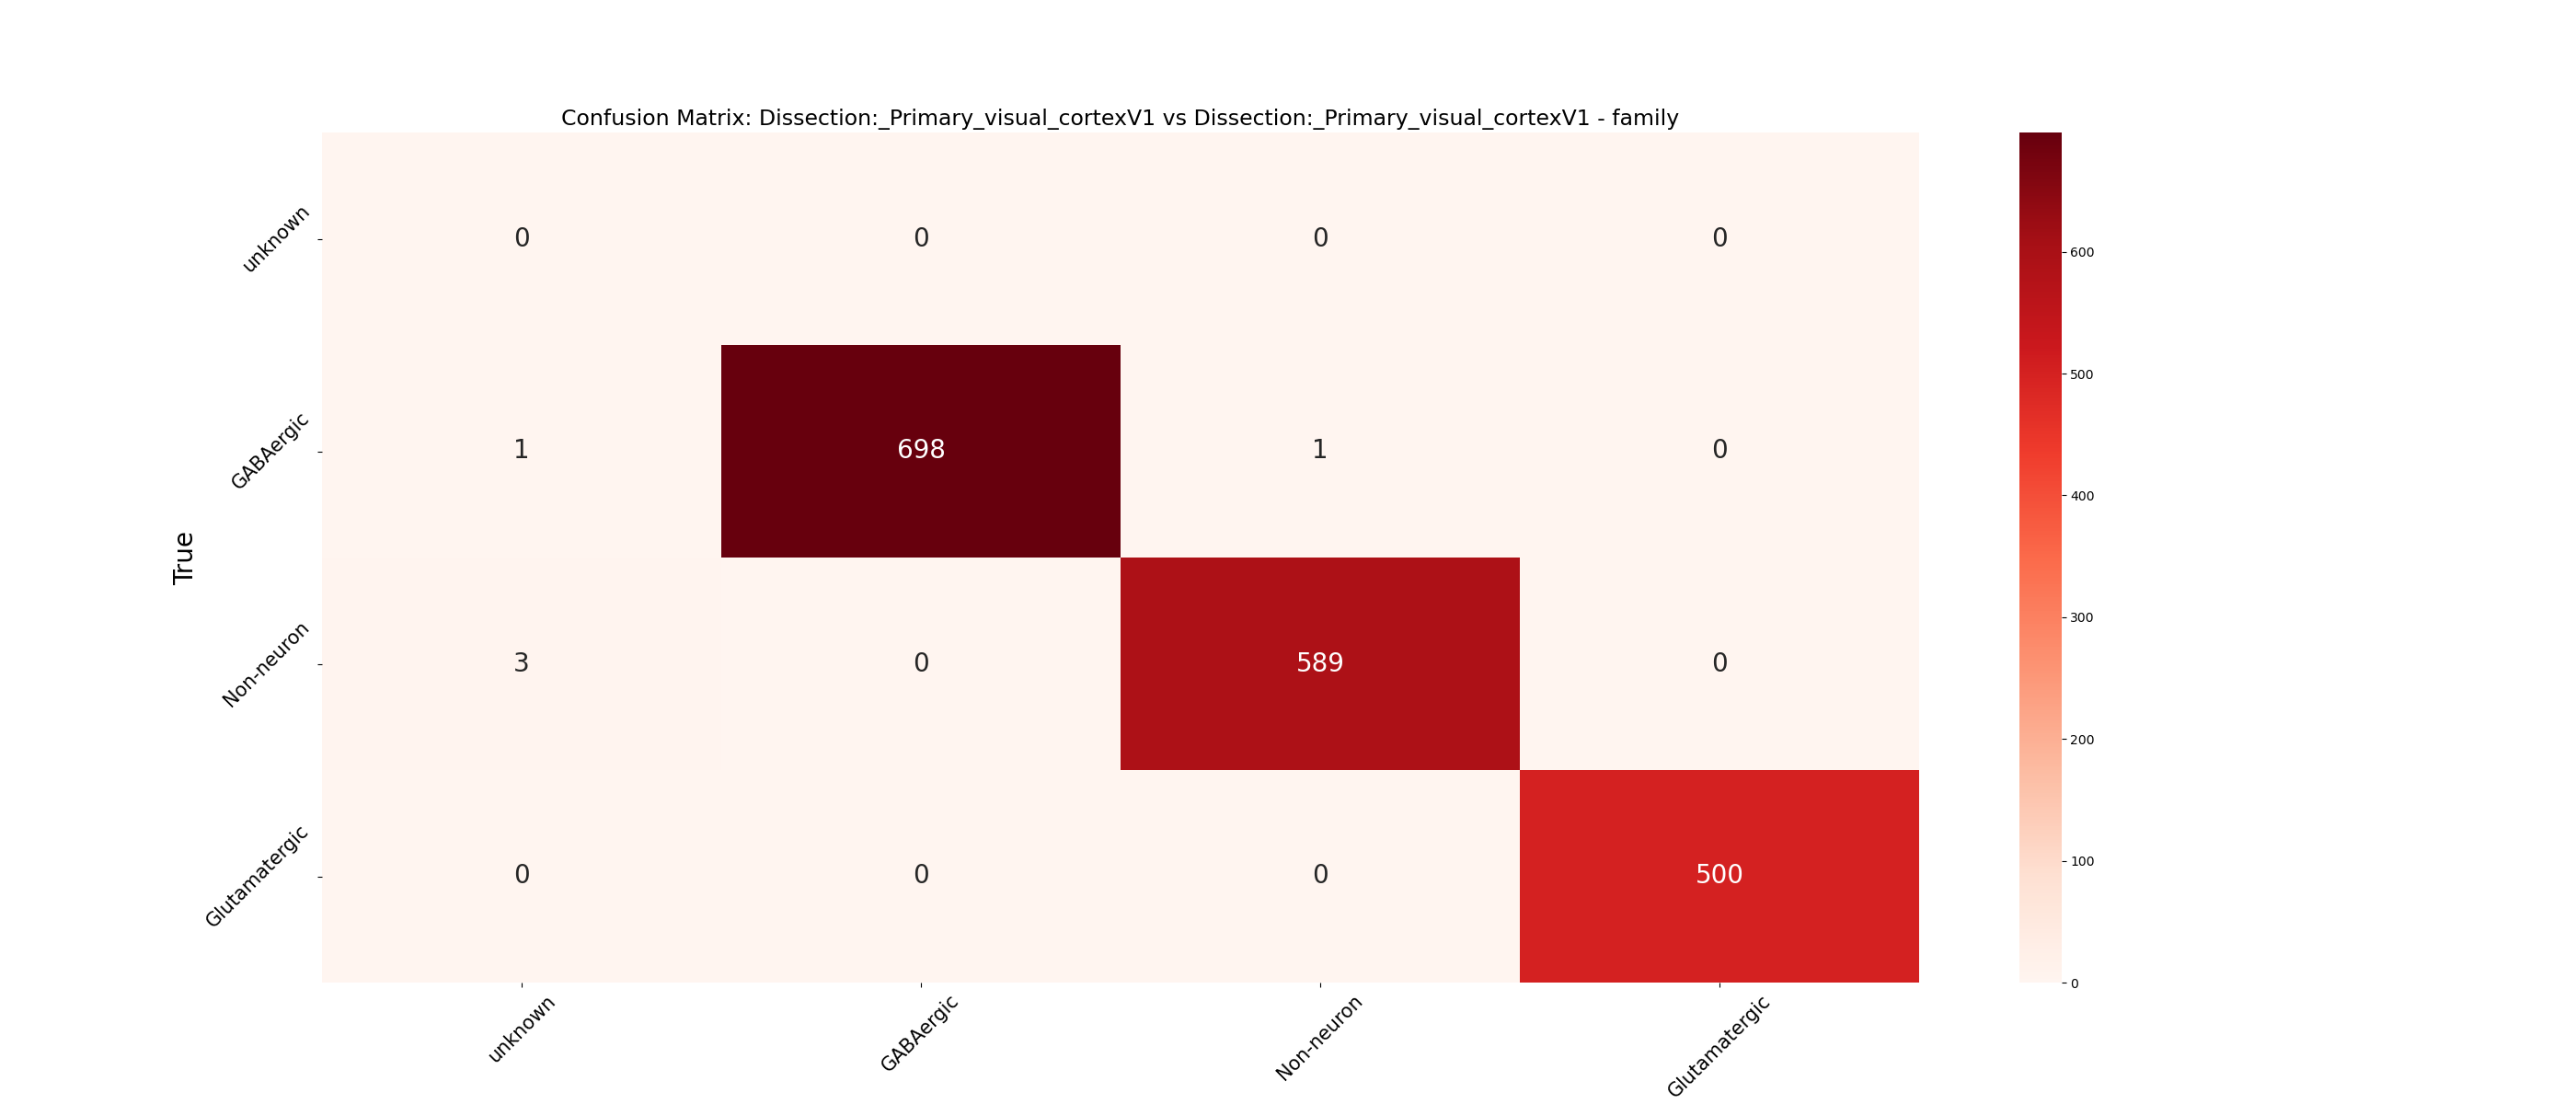 Confusion Matrix: Dissection:_Primary_visual_cortexV1 vs Dissection:_Primary_visual_cortexV1 - family
True
unknown
0 0 0 0
GABAergic
1 698 1 0
Non-neuron
3 0 589 0
Glutamatergic
0 0 0 500
unknown GABAergic Non-neuron Glutamatergic
600
500
400
300
200
100
0